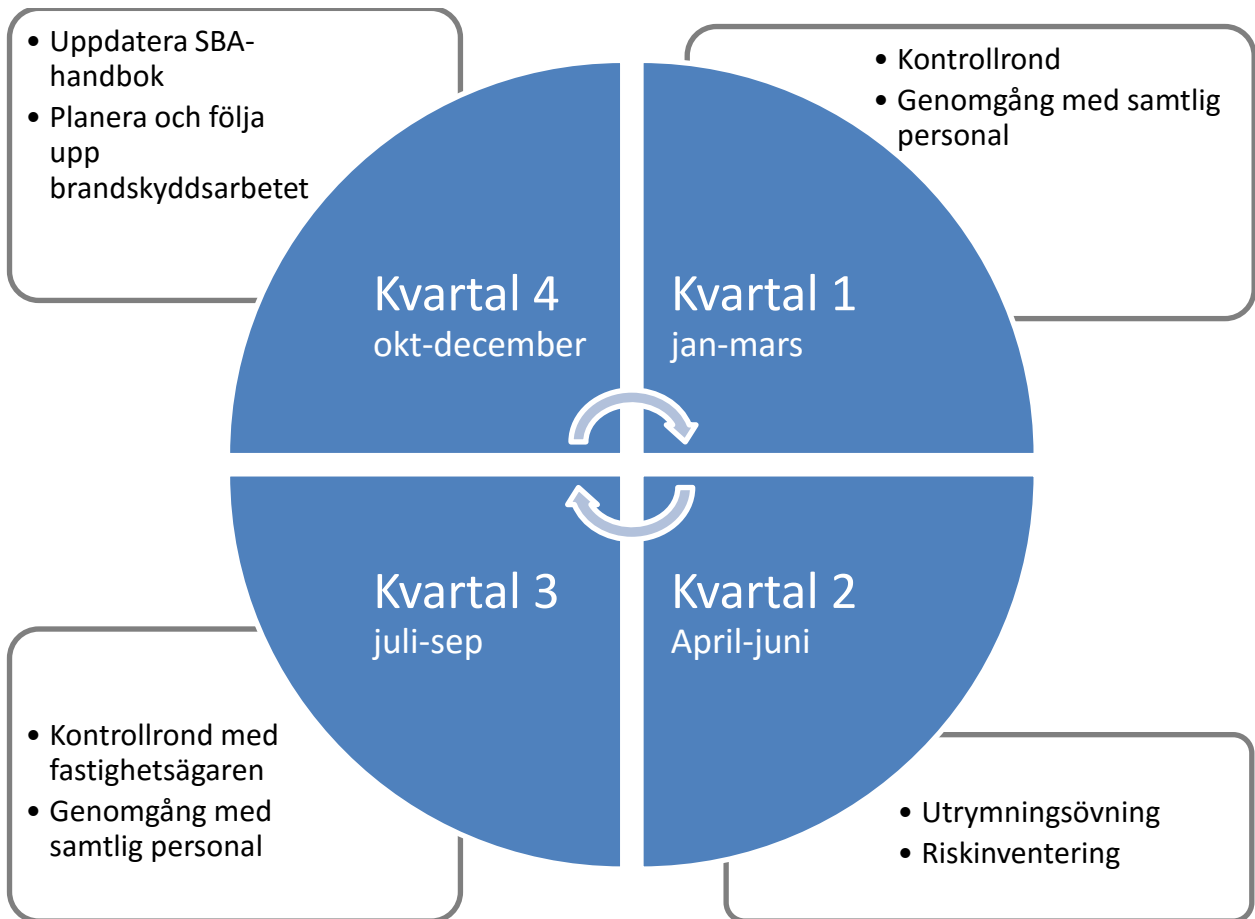 • Uppdatera SBA-
handbok
• Planera och följa
upp
brandskyddsarbetet
• Kontrollrond
• Genomgång med samtlig
personal
Kvartal 4
okt-december
Kvartal 1
jan-mars
Kvartal 3
juli-sep
Kvartal 2
April-juni
• Kontrollrond med
fastighetsägaren
• Genomgång med
samtlig personal
• Utrymningsövning
• Riskinventering